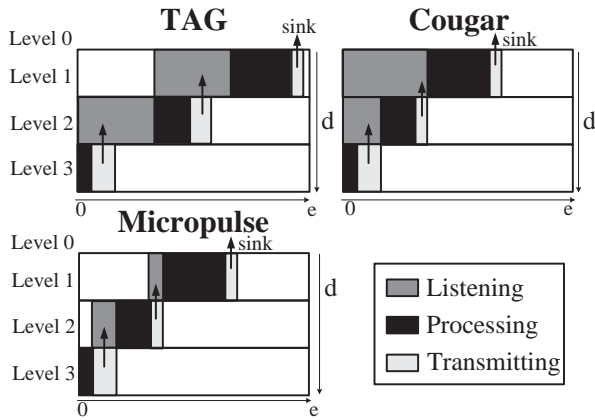 TAG
Cougar
Level 0
sink
sink
Level 1
Level 2
d
d
Level 3
0
e
0
e
Micropulse
Level 0
sink
Level 1
d
Level 2
Level 3
0
e
Listening
Processing
Transmitting